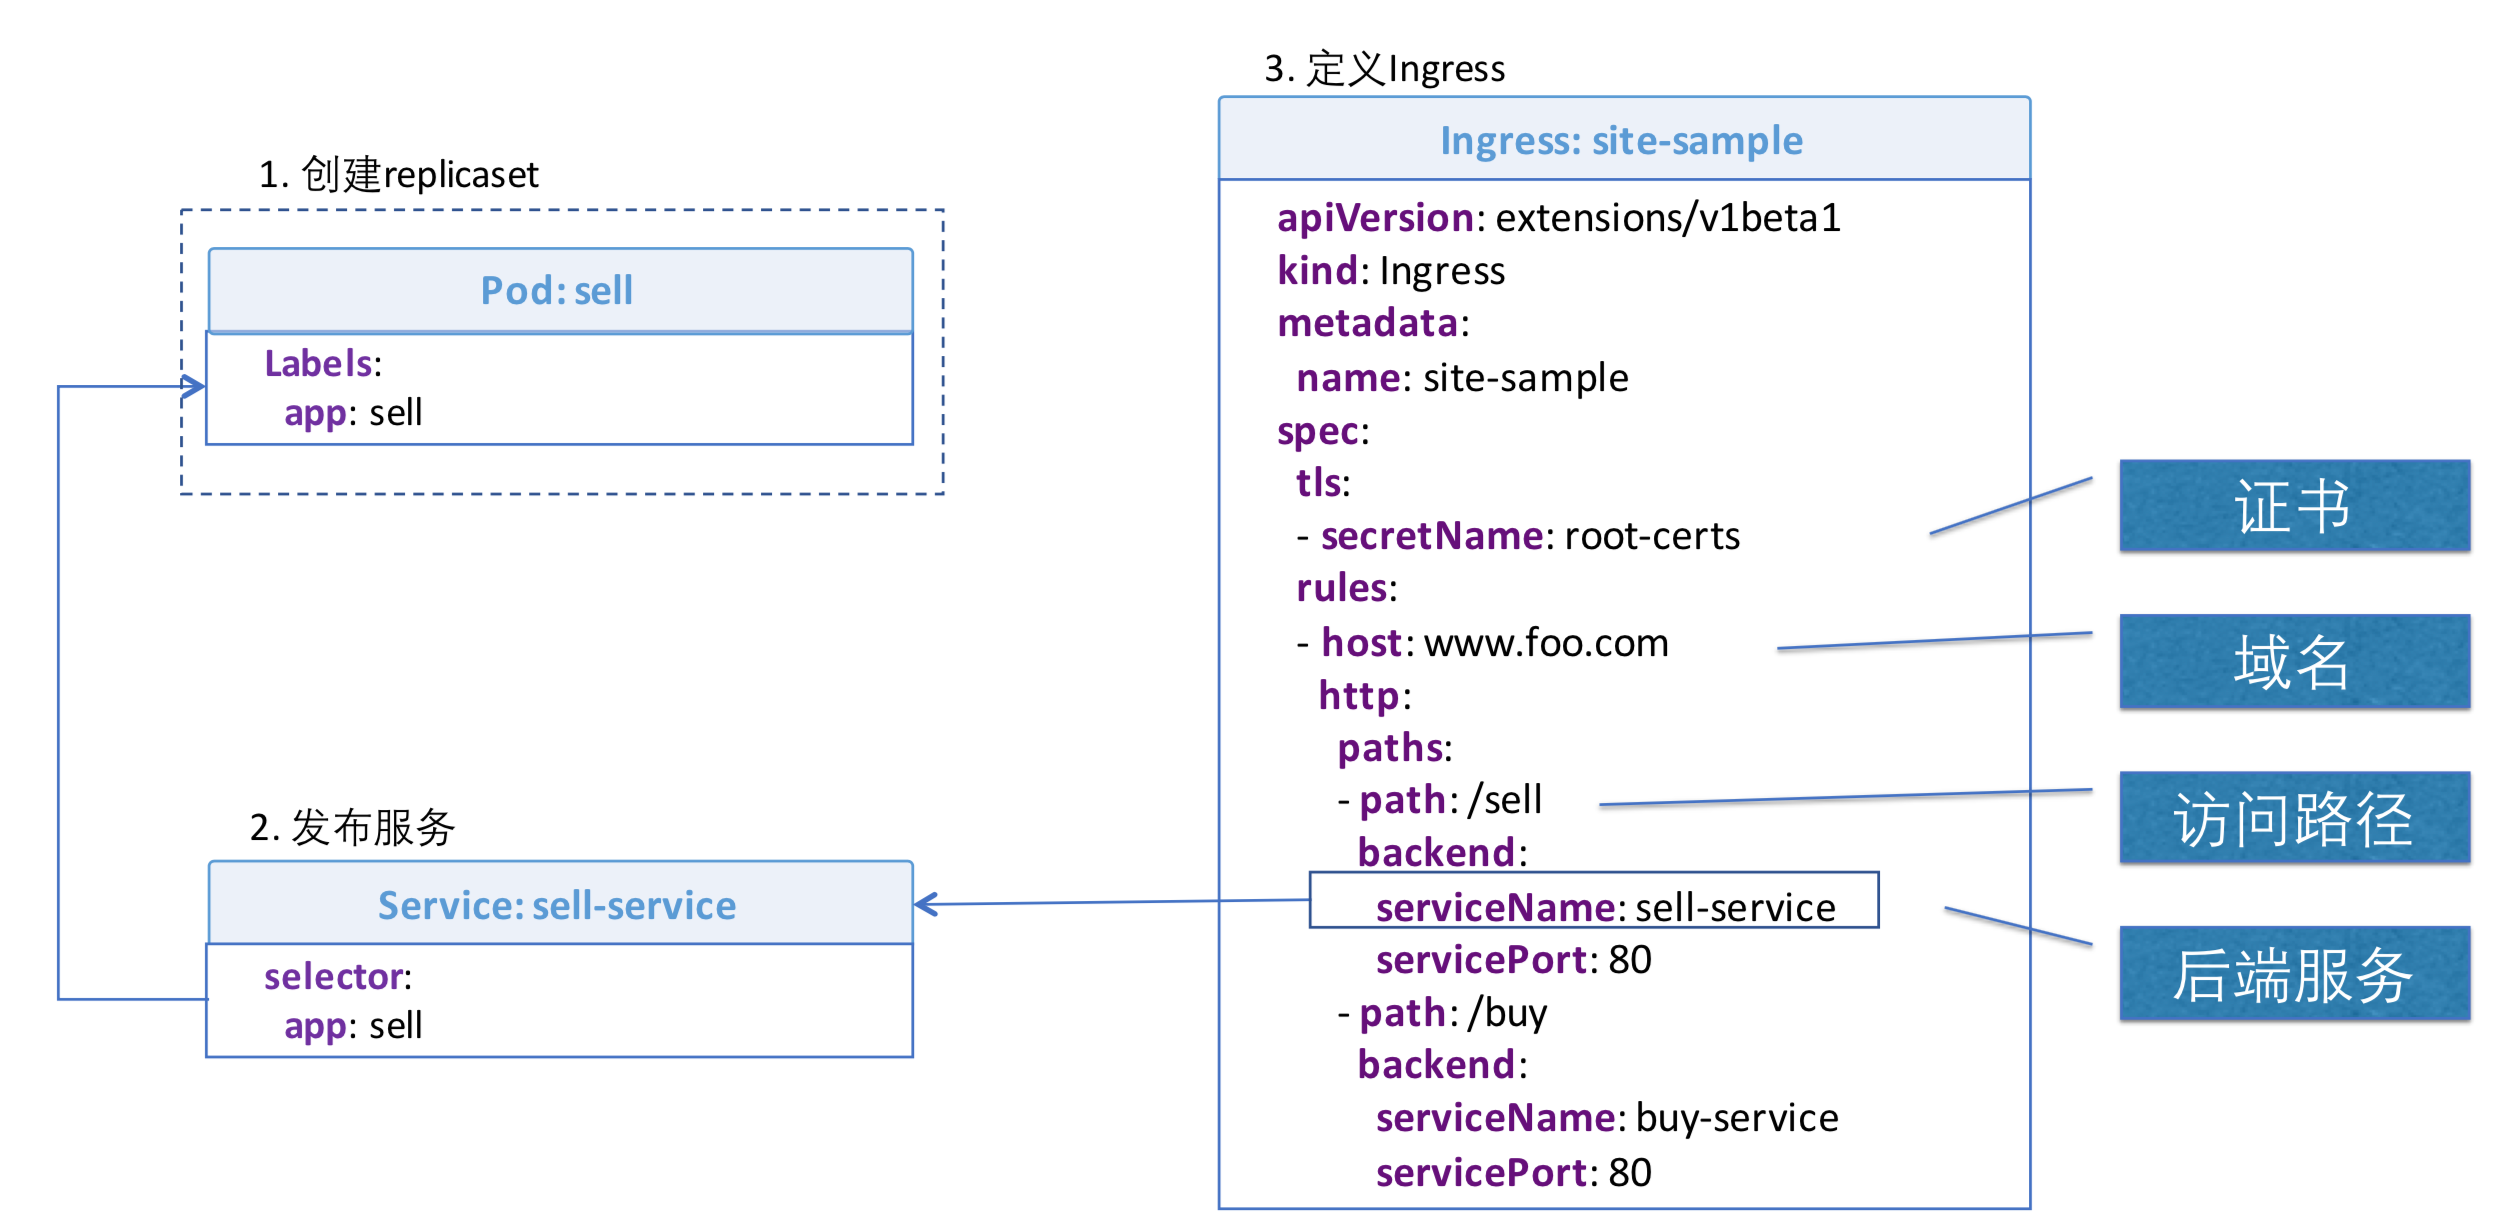 1. 创建replicaset
Pod: sell
Labels:
app: sell
2. 发布服务
Service: sell-service
selector:
app: sell
3. 定义Ingress
Ingress: site-sample
apiVersion: extensions/v1beta1
kind: Ingress
metadata:
name: site-sample
spec:
tls:
- secretName: root-certs
rules:
- host: www.foo.com
http:
paths:
- path: /sell
backend:
serviceName: sell-service
servicePort: 80
- path: /buy
backend:
serviceName: buy-service
servicePort: 80
证书
域名
访问路径
后端服务